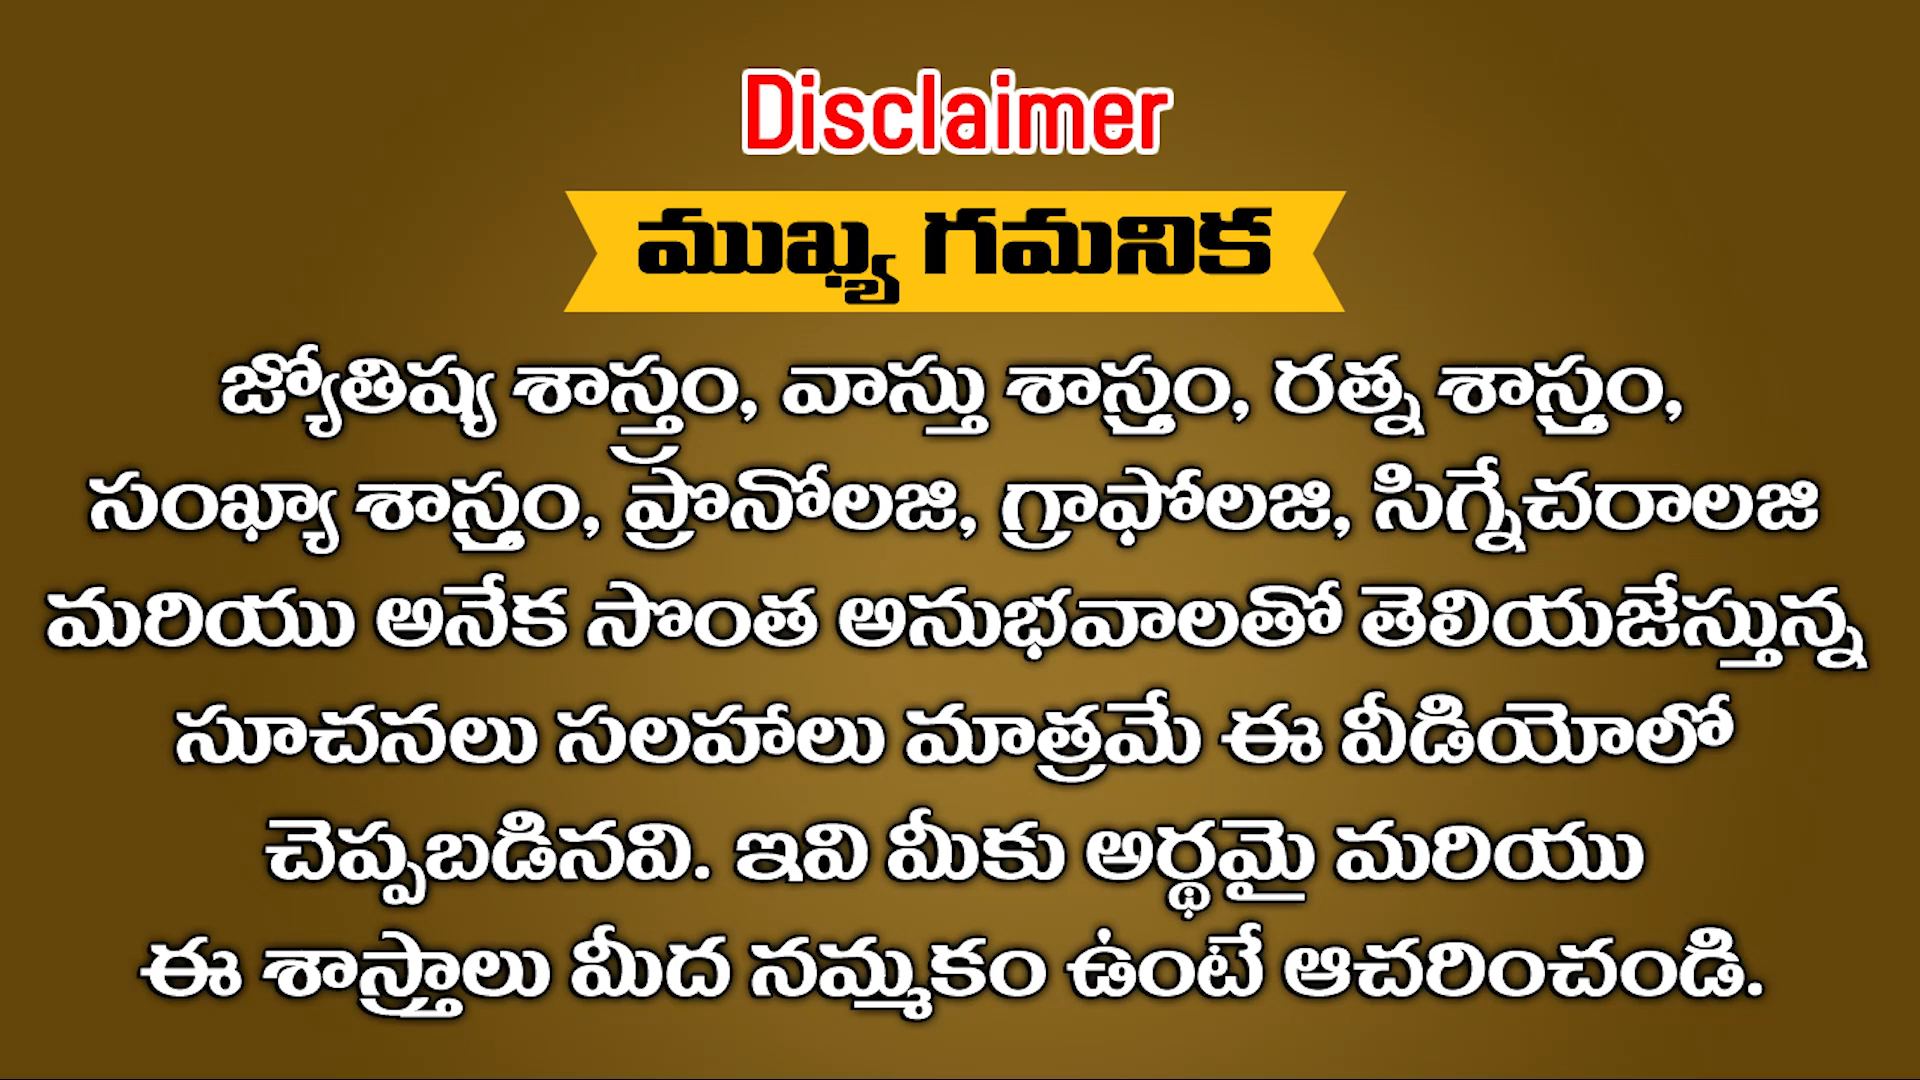 Disclaimer
ముఖ్య గమనిక
జ్యోతిష్య శాస్త్రం, వాస్తు శాస్త్రం, రత్న శాస్త్రం,
సంఖ్యా శాస్త్రం, ప్రొనోలజి, గ్రాఫోలజి, సిగ్నేచరాలజి
మరియు అనేక సొంత అనుభవాలతో తెలియజేస్తున్న
సూచనలు సలహాలు మాత్రమే ఈ వీడియోలో
చెప్పబడినవి. ఇవి మీకు అర్థమై మరియు
ఈ శాస్త్రాలు మీద నమ్మకం ఉంటే ఆచరించండి.